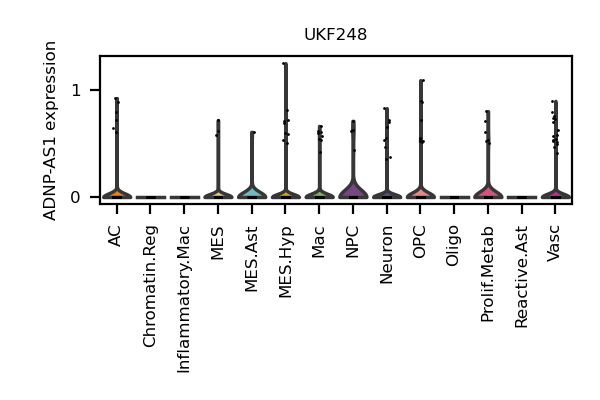 UKF248
ADNP-AS1 expression
1
0
AC
Chromatin.Reg
Inflammatory.Mac
MES
MES.Ast
MES.Hyp
Mac
NPC
Neuron
OPC
Oligo
Prolif.Metab
Reactive.Ast
Vasc